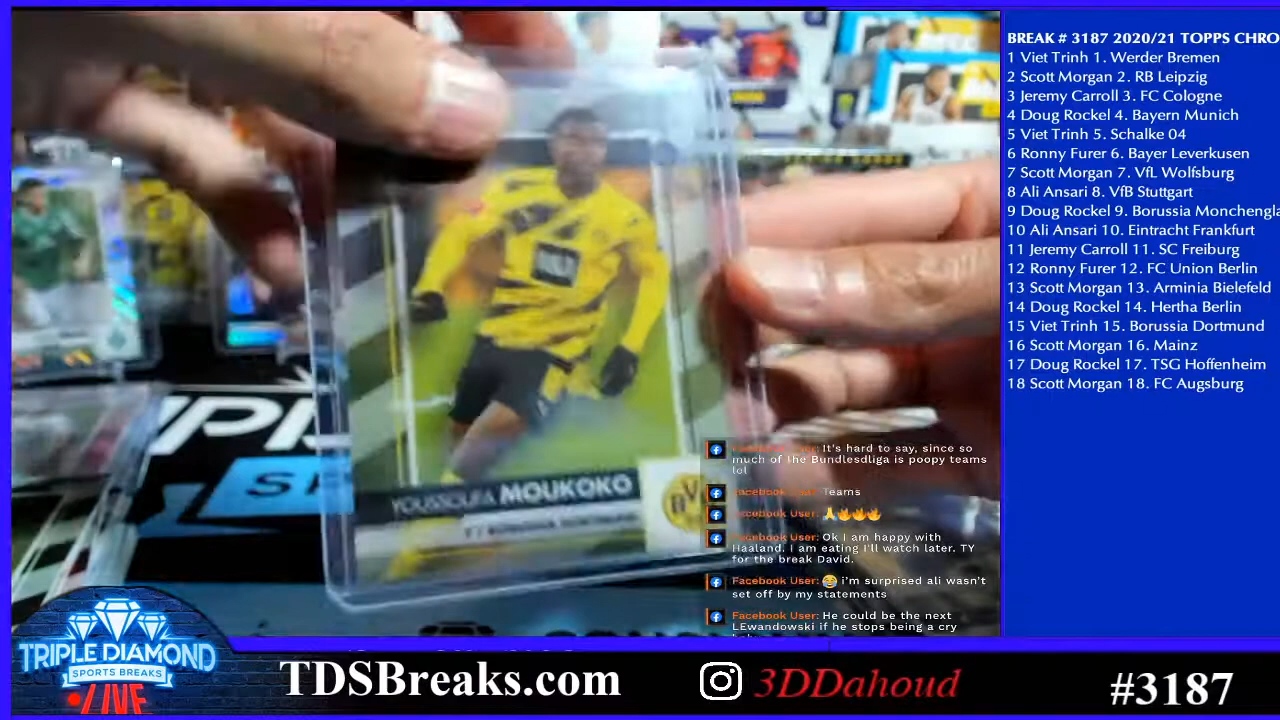 BREAK # 3187 2020/21 TOPPS CHRO
1 Viet Trinh 1. Werder Bremen
2 Scott Morgan 2. RB Leipzig
3 Jeremy Carroll 3. FC Cologne
4 Doug Rockel 4. Bayern Munich
5 Viet Trinh 5. Schalke 04
6 Ronny Furer 6. Bayer Leverkusen
7 Scott Morgan 7. VfL Wolfsburg
8 Ali Ansari 8. VfB Stuttgart
9 Doug Rockel 9. Borussia Monchengla
10 Ali Ansari 10. Eintracht Frankfurt
11 Jeremy Carroll 11. SC Freiburg
12 Ronny Furer 12. FC Union Berlin
13 Scott Morgan 13. Arminia Bielefeld
14 Doug Rockel 14. Hertha Berlin
15 Viet Trinh 15. Borussia Dortmund
16 Scott Morgan 16. Mainz
17 Doug Rockel 17. TSG Hoffenheim
18 Scott Morgan 18. FC Augsburg
YOUSSOUFA MOUKOKO
BVB
Facebook User: It's hard to say, since so
much of the Bundlesdliga is poopy teams
lol
Facebook User: Teams
Facebook User: 🙏🔥🔥🔥
Facebook User: Ok I am happy with
Haaland. I am eating I'll watch later. TY
for the break David.
Facebook User: 😂 i'm surprised ali wasn't
set off by my statements
Facebook User: He could be the next
LEwandowski if he stops being a cry
TRIPLE DIAMOND
SPORTS BREAKS
LIVE
TDSBreaks.com
3DDahoud
#3187